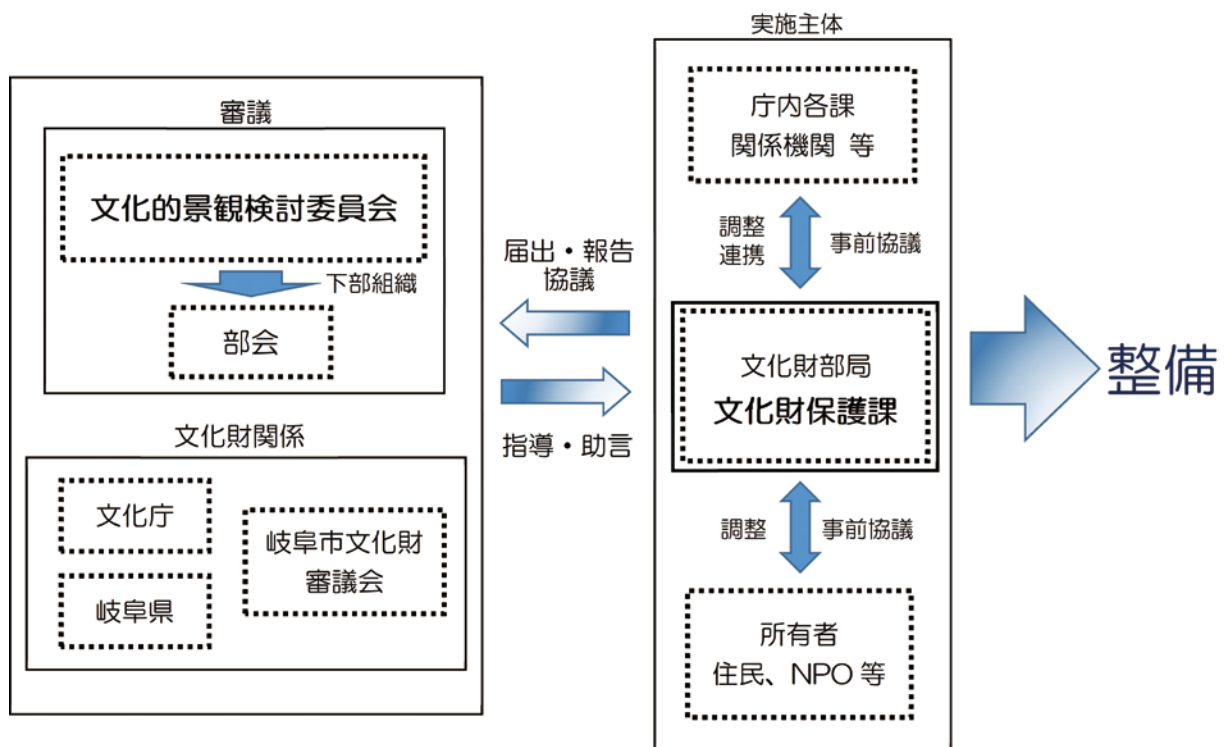 審議
文化的景観検討委員会
下部組織
部会
文化財関係
文化庁
岐阜県
岐阜市文化財
審議会
届出・報告
協議
指導・助言
実施主体
庁内各課
関係機関 等
調整
連携
事前協議
文化財部局
文化財保護課
調整
事前協議
所有者
住民、NPO 等
整備